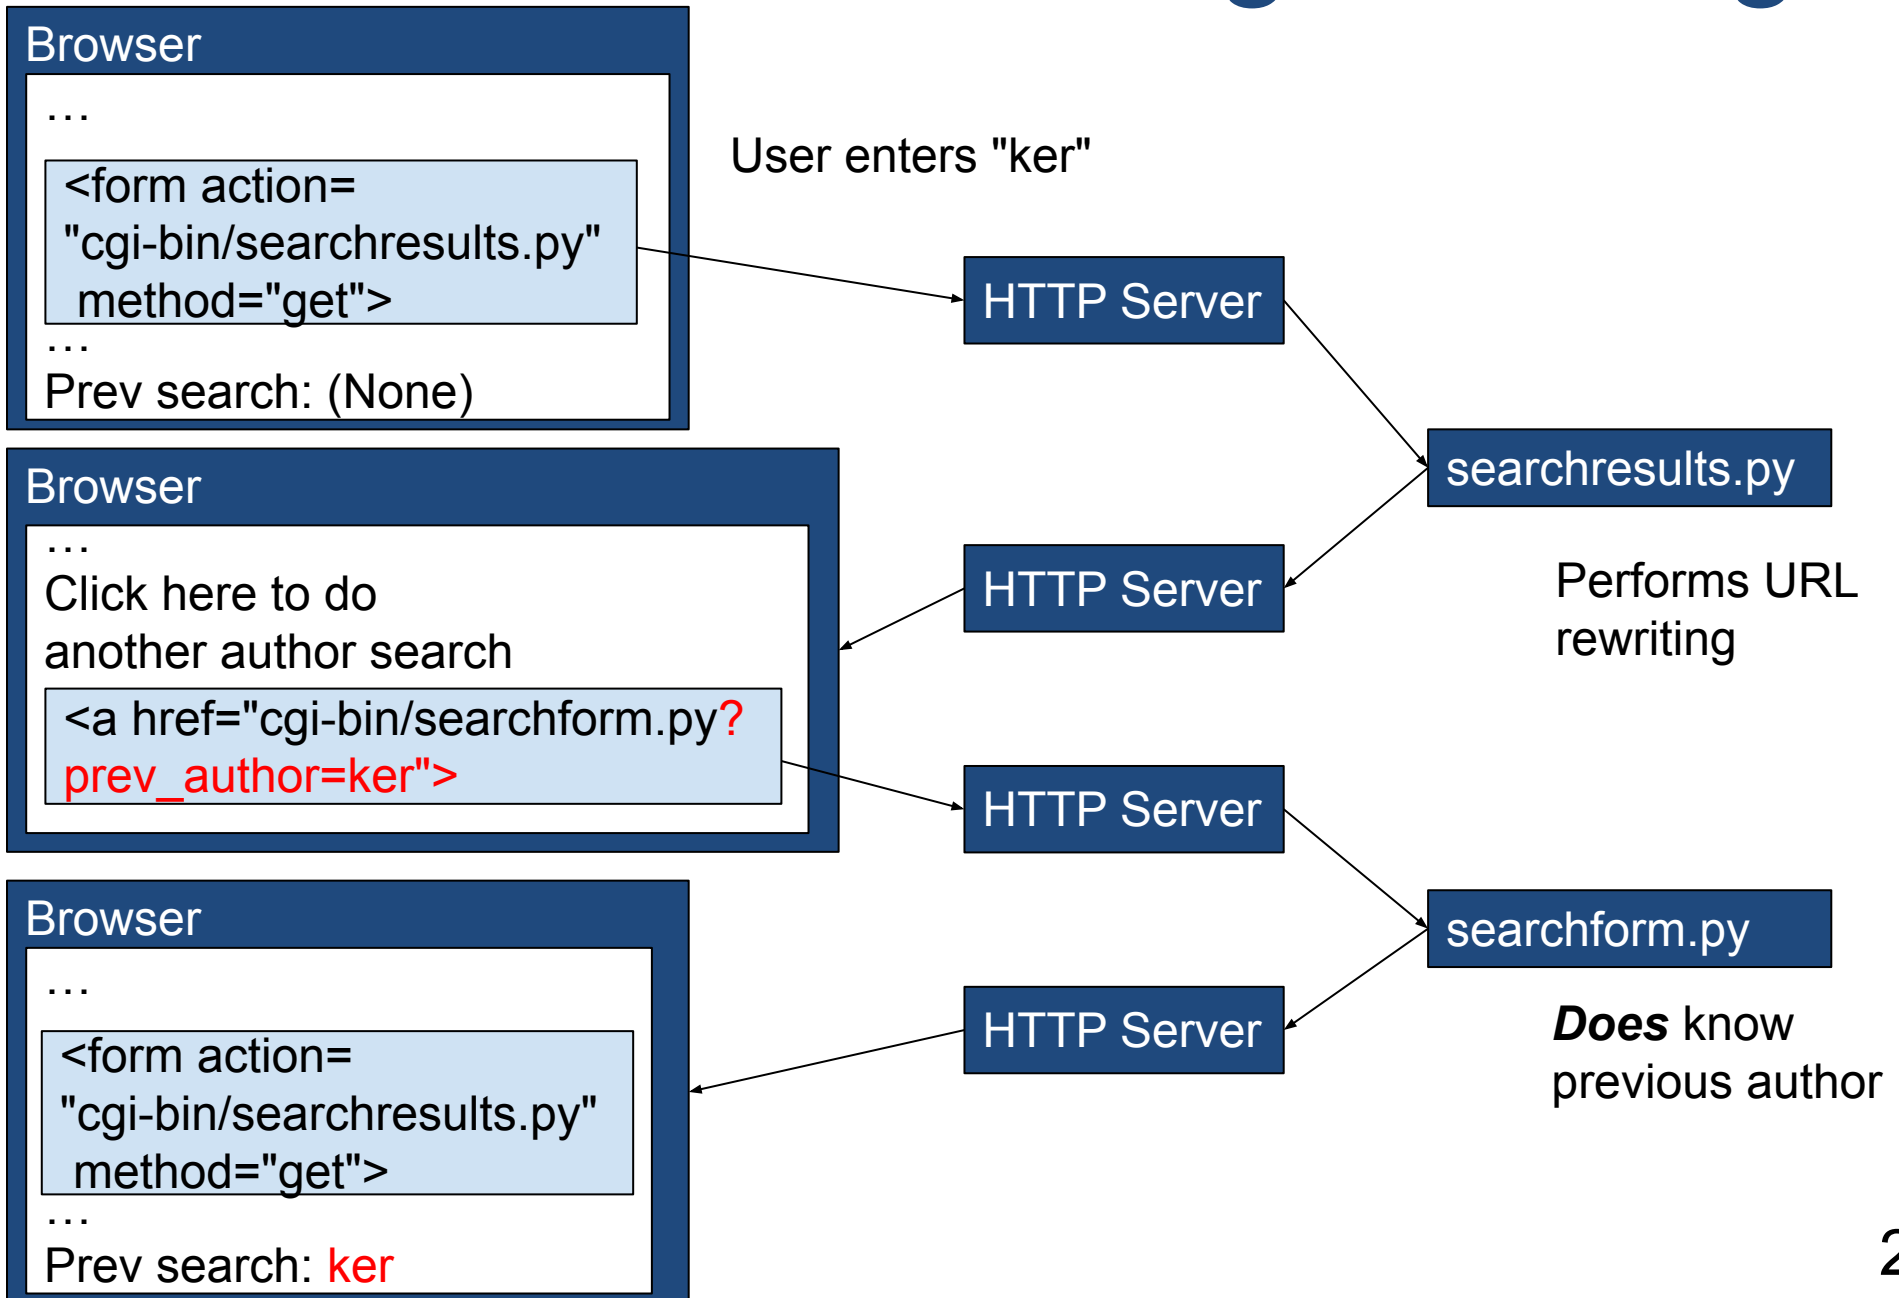 Browser
…
<form action=
"cgi-bin/searchresults.py"
method="get">
…
Prev search: (None)
User enters "ker"
HTTP Server
searchresults.py
Performs URL
rewriting
HTTP Server
Browser
…
Click here to do
another author search
<a href="cgi-bin/searchform.py?
prev_author=ker">
HTTP Server
searchform.py
Does know
previous author
HTTP Server
Browser
…
<form action=
"cgi-bin/searchresults.py"
method="get">
…
Prev search: ker